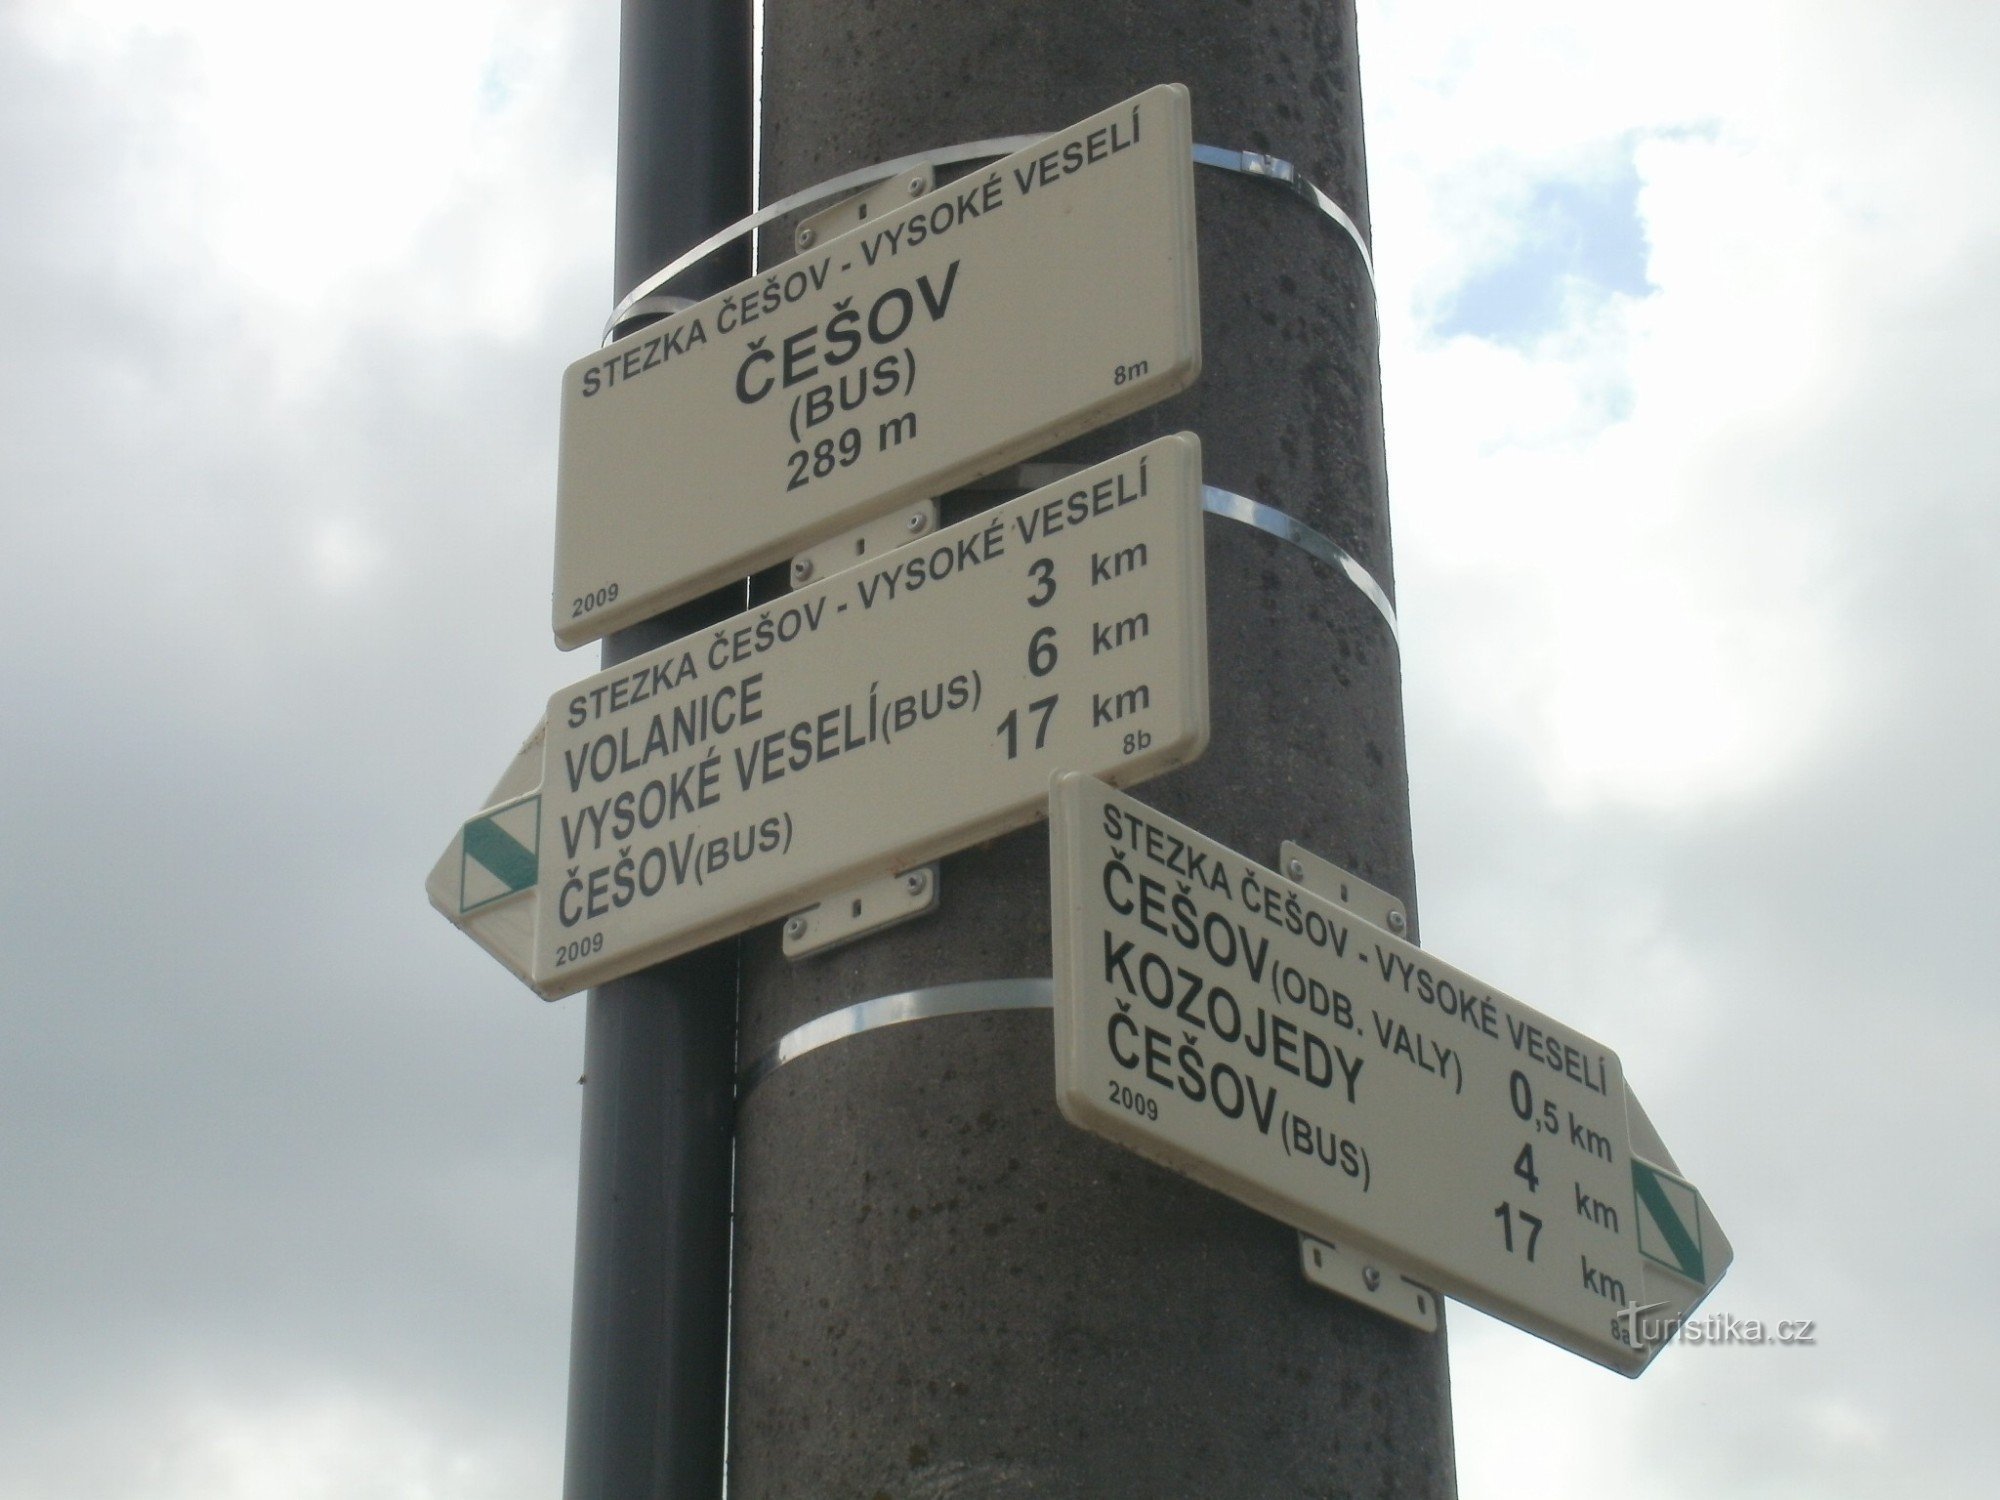 STEZKA ČEŠOV - VYSOKÉ VESELÍ
ČEŠOV
(BUS)
289 m
8m
2009
STEZKA ČEŠOV - VYSOKÉ VESELÍ
VOLANICE 3 km
VYSOKÉ VESELÍ(BUS) 6 km
ČEŠOV(BUS) 17 km
2009 8b
STEZKA ČEŠOV - VYSOKÉ VESELÍ
ČEŠOV(ODB. VALY) 0,5 km
KOZOJEDY 4 km
ČEŠOV(BUS) 17 km
2009 8a
Turistika.cz